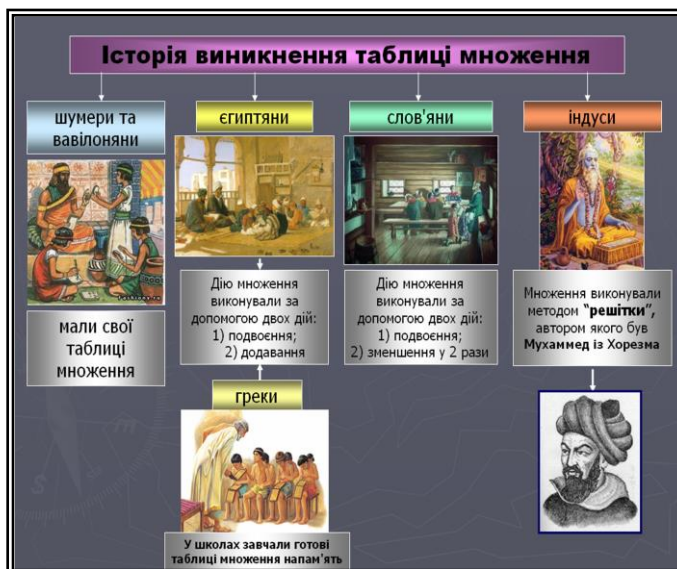 Історія виникнення таблиці множення
шумери та
вавілоняни
мали свої
таблиці
множення
єгиптяни
Дію множення
виконували за
допомогою двох дій:
1) подвоєння;
2) додавання
греки
У школах завчали готові
таблиці множення напам'ять
слов'яни
Дію множення
виконували за
допомогою двох дій:
1) подвоєння;
2) зменшення у 2 рази
індуси
Множення виконували
методом "решітки",
автором якого був
Мухаммед із Хорезма